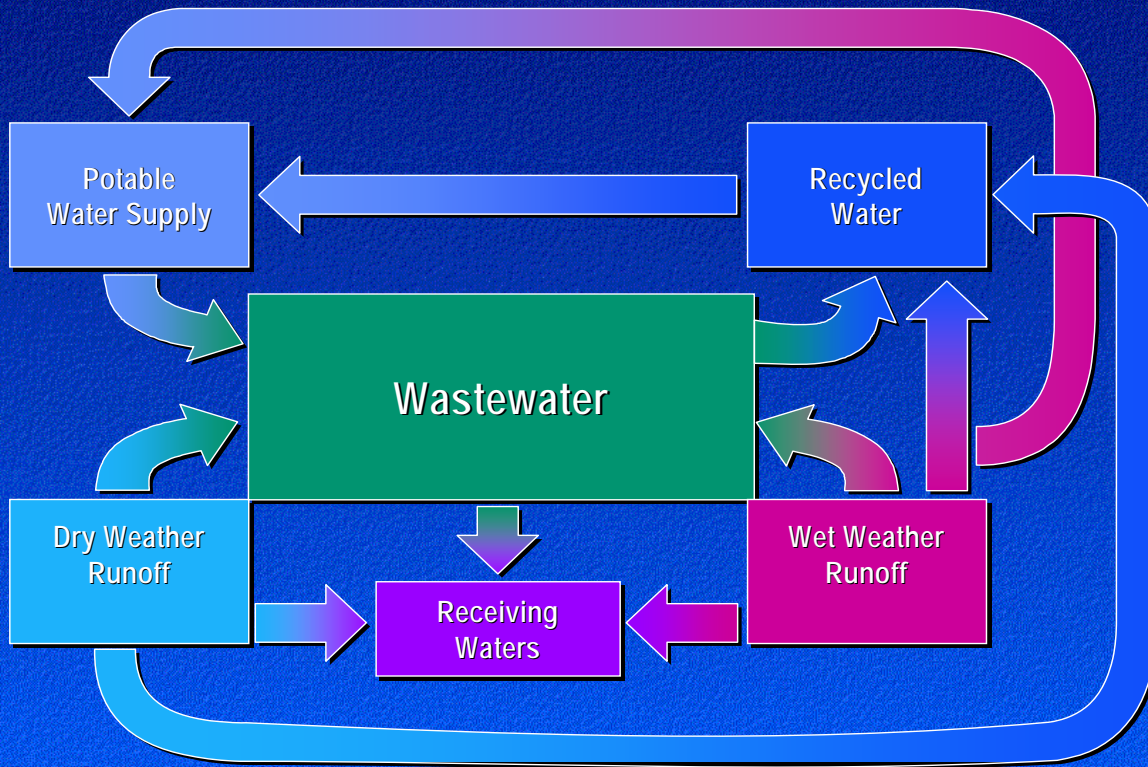 Potable
Water Supply
Recycled
Water
Wastewater
Dry Weather
Runoff
Wet Weather
Runoff
Receiving
Waters